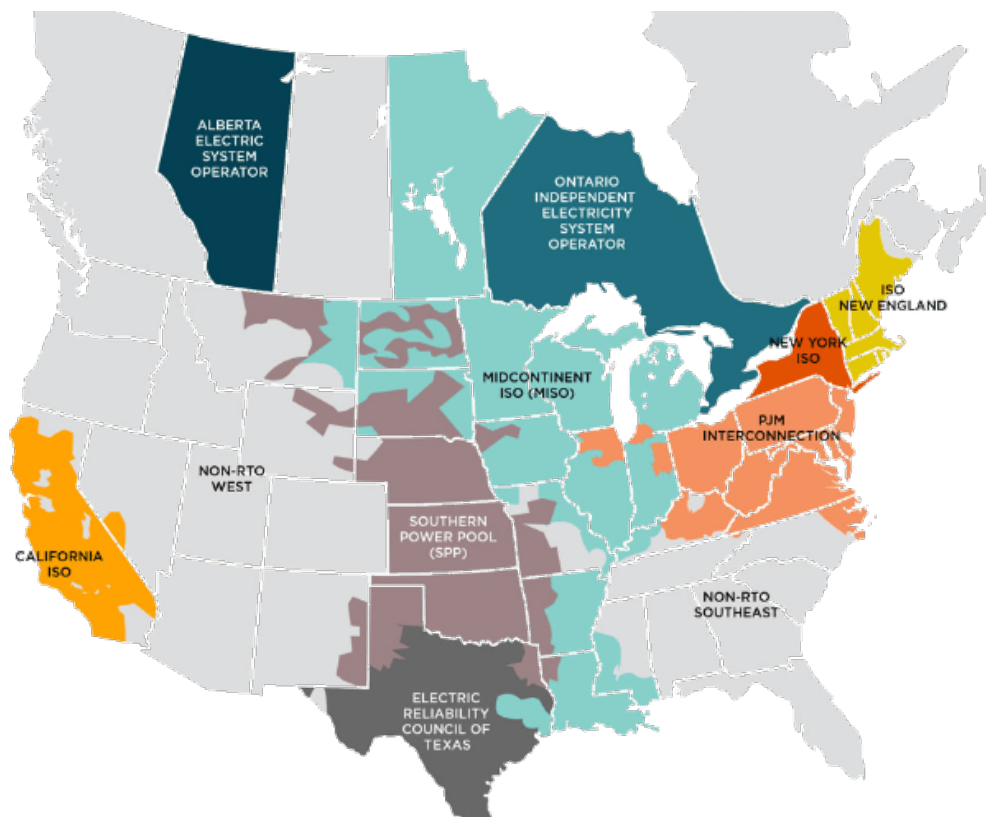 ALBERTA
ELECTRIC
SYSTEM
OPERATOR
ONTARIO
INDEPENDENT
ELECTRICITY
SYSTEM
OPERATOR
ISO
NEW ENGLAND
NEW YORK
ISO
MIDCONTINENT
ISO (MISO)
PJM
INTERCONNECTION
NON-RTO
WEST
SOUTHERN
POWER POOL
(SPP)
CALIFORNIA
ISO
NON-RTO
SOUTHEAST
ELECTRIC
RELIABILITY
COUNCIL OF
TEXAS